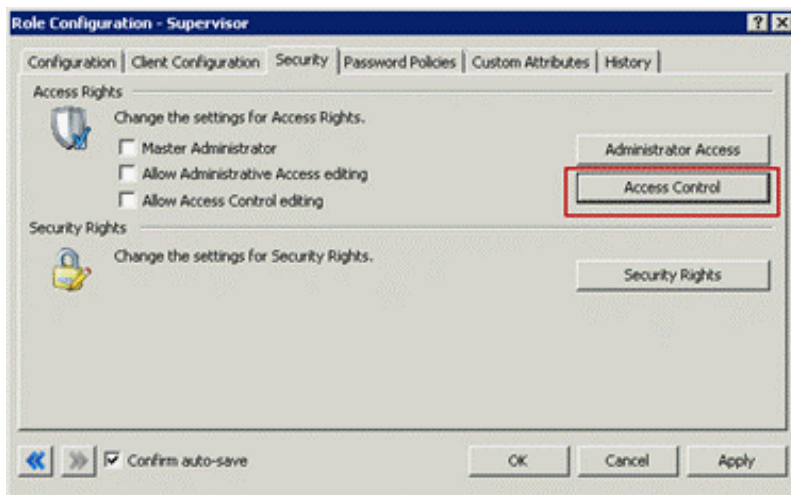 Role Configuration - Supervisor
Configuration Client Configuration Security Password Policies Custom Attributes History
Access Rights
Change the settings for Access Rights.
Master Administrator Administrator Access
Allow Administrative Access editing
Access Control
Allow Access Control editing
Security Rights
Change the settings for Security Rights.
Security Rights
Confirm auto-save OK Cancel Apply